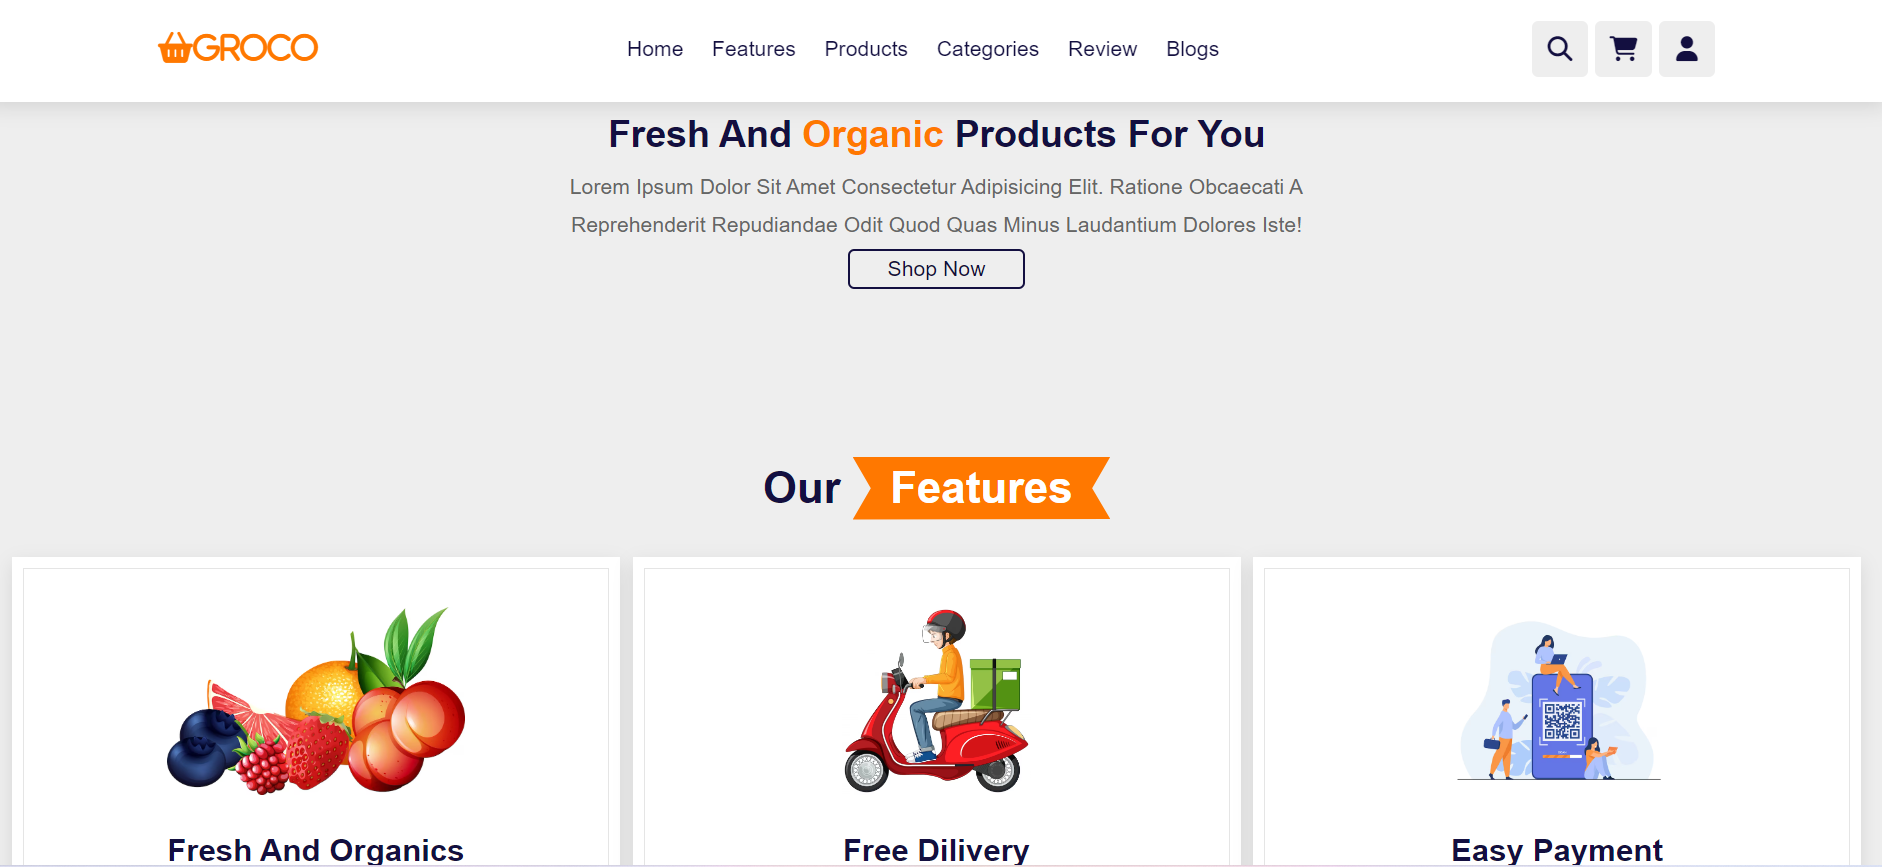 GROCO
Home Features Products Categories Review Blogs
Fresh And Organic Products For You
Lorem Ipsum Dolor Sit Amet Consectetur Adipisicing Elit. Ratione Obcaecati A
Reprehenderit Repudiandae Odit Quod Quas Minus Laudantium Dolores Iste!
Shop Now
Our Features
Fresh And Organics
Free Dilivery
Easy Payment